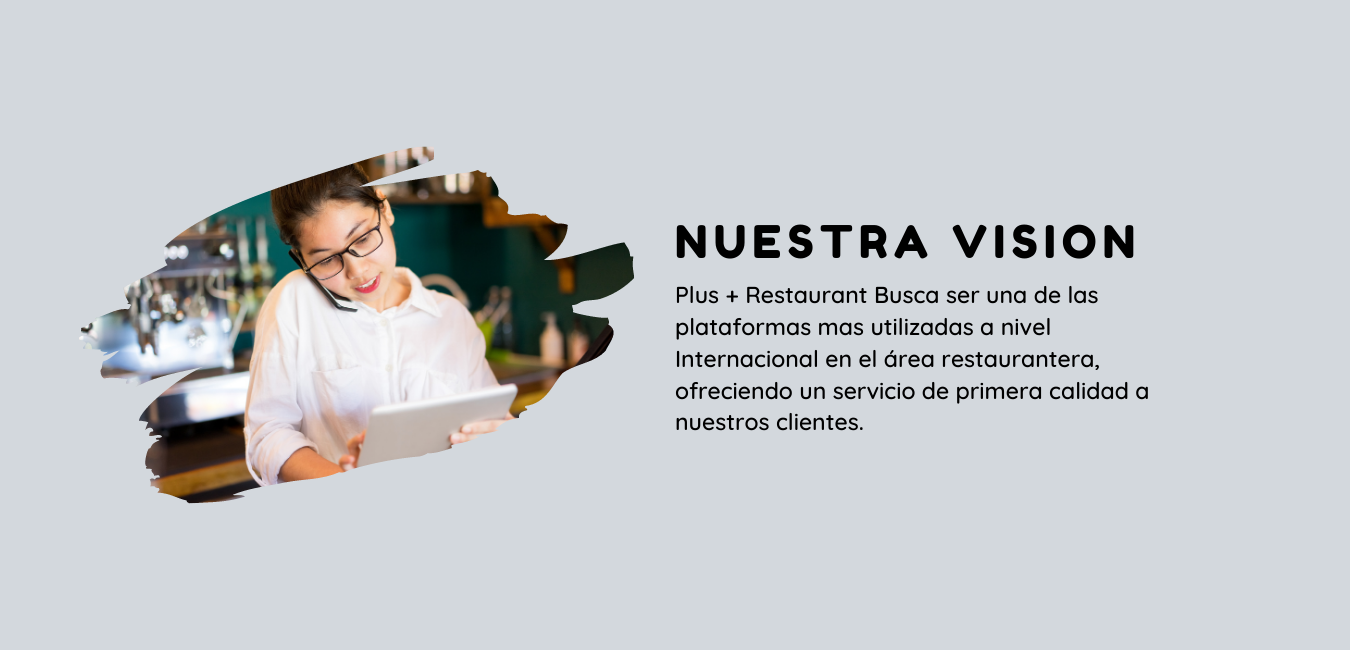 NUESTRA VISION
Plus + Restaurant Busca ser una de las
plataformas mas utilizadas a nivel
Internacional en el área restaurantera,
ofreciendo un servicio de primera calidad a
nuestros clientes.